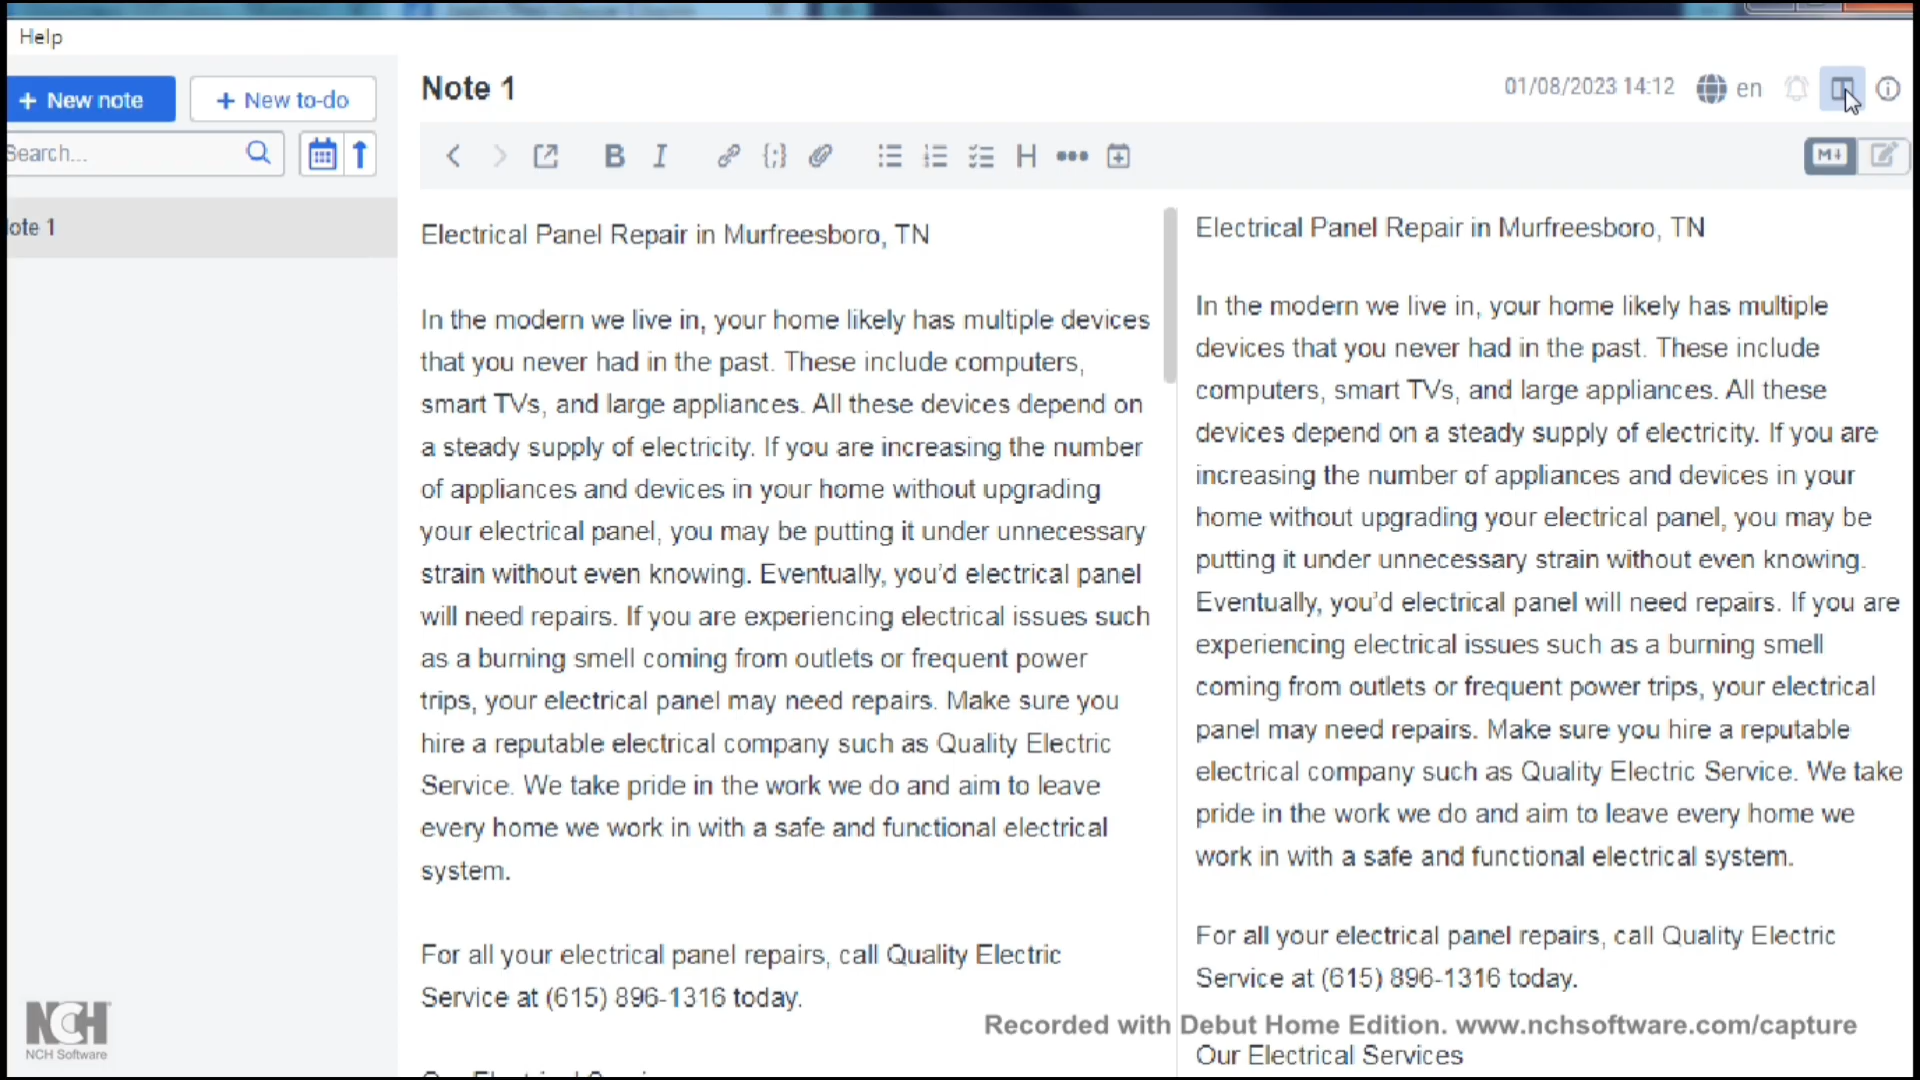 Help
+ New note
+ New to-do
Search...
ote 1
Note 1
01/08/2023 14:12
en
B I
H
M
Electrical Panel Repair in Murfreesboro, TN
In the modern we live in, your home likely has multiple devices
that you never had in the past. These include computers,
smart TVs, and large appliances. All these devices depend on
a steady supply of electricity. If you are increasing the number
of appliances and devices in your home without upgrading
your electrical panel, you may be putting it under unnecessary
strain without even knowing. Eventually, you’d electrical panel
will need repairs. If you are experiencing electrical issues such
as a burning smell coming from outlets or frequent power
trips, your electrical panel may need repairs. Make sure you
hire a reputable electrical company such as Quality Electric
Service. We take pride in the work we do and aim to leave
every home we work in with a safe and functional electrical
system.
For all your electrical panel repairs, call Quality Electric
Service at (615) 896-1316 today.
Electrical Panel Repair in Murfreesboro, TN
In the modern we live in, your home likely has multiple
devices that you never had in the past. These include
computers, smart TVs, and large appliances. All these
devices depend on a steady supply of electricity. If you are
increasing the number of appliances and devices in your
home without upgrading your electrical panel, you may be
putting it under unnecessary strain without even knowing.
Eventually, you’d electrical panel will need repairs. If you are
experiencing electrical issues such as a burning smell
coming from outlets or frequent power trips, your electrical
panel may need repairs. Make sure you hire a reputable
electrical company such as Quality Electric Service. We take
pride in the work we do and aim to leave every home we
work in with a safe and functional electrical system.
For all your electrical panel repairs, call Quality Electric
Service at (615) 896-1316 today.
Our Electrical Services
NCH
NCH Software
Recorded with Debut Home Edition. www.nchsoftware.com/capture